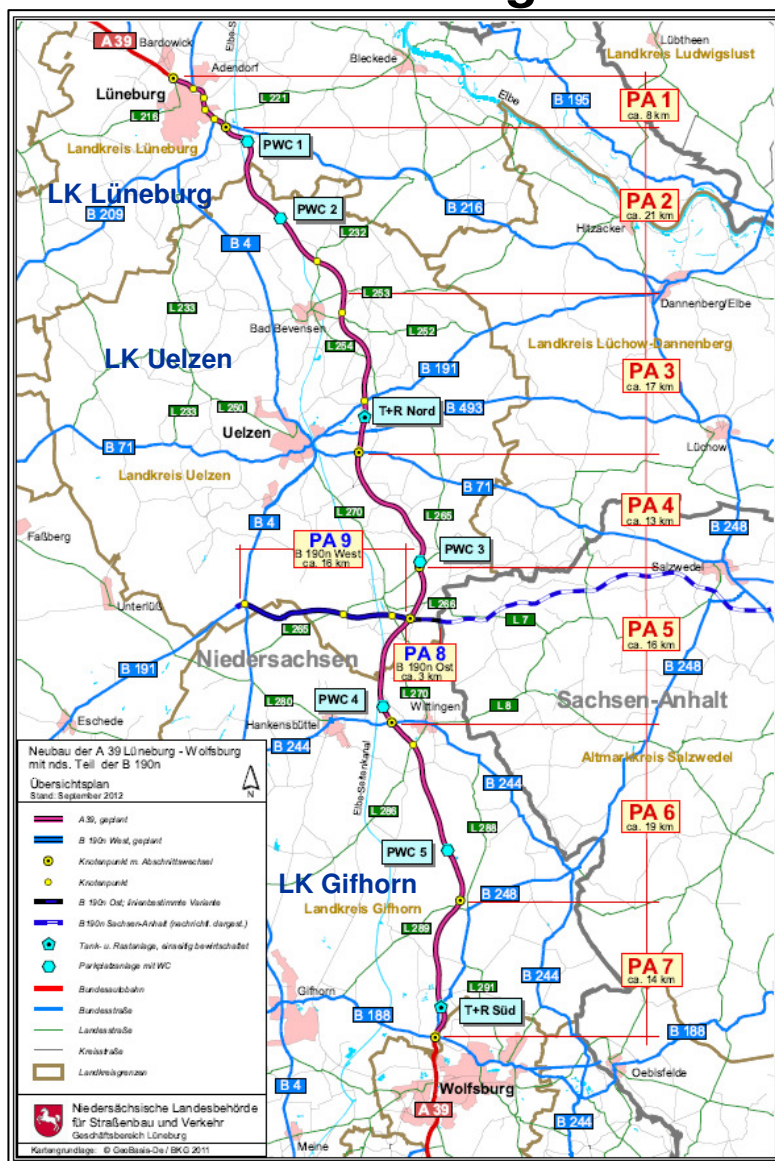 A 39
Bardowick
Adendorf
Elbe-S
Bleckede
Lübtheen
Landkreis Ludwigslust
Lüneburg
L 216
L 221
Elbe
B 195
PA 1
ca. 8 km
Landkreis Lüneburg
PWC 1
LK Lüneburg
B 209
PWC 2
B 216
PA 2
ca. 21 km
B 4
L 232
Hitzacker
L 233
L 253
Bad Bevensen
L 252
Dannenberg/Elbe
L 254
LK Uelzen
Landkreis Lüchow-Dannenberg
B 191
PA 3
ca. 17 km
L 233
L 250
T+R Nord
B 493
Uelzen
B 71
Lüchow
Landkreis Uelzen
B 71
L 270
L 265
PA 4
ca. 13 km
B 4
B 248
Faßberg
PA 9
B 190n West
ca. 16 km
PWC 3
Salzwedel
Unterlüß
L 266
L 265
L 7
PA 5
ca. 16 km
Niedersachsen
PA 8
B 190n Ost
ca. 3 km
B 191
B 248
L 280
PWC 4
L 270
Wittingen
L 8
Sachsen-Anhalt
Eschede
Hankensbüttel
B 244
Altmarkkreis Salzwedel
Elbe-Seitenkanal
B 244
L 286
L 288
PA 6
ca. 19 km
PWC 5
LK Gifhorn
Landkreis Gifhorn
B 248
L 289
PA 7
ca. 14 km
B 244
Gifhorn
L 291
T+R Süd
B 188
B 188
Oebisfelde
Wolfsburg
B 4
A 39
B 244
Meine
Neubau der A 39 Lüneburg - Wolfsburg
mit nds. Teil der B 190n
Übersichtsplan
Stand: September 2012
N
A39, geplant
B 190n West, geplant
Knotenpunkt m. Abschnittswechsel
Knotenpunkt
B 190n Ost; linienbestimmte Variante
B190n Sachsen-Anhalt (nachrichtl. dargest.)
Tank- u. Rastanlage, einseitig bewirtschaftet
Parkplatzanlage mit WC
Bundesautobahn
Bundesstraße
Landesstraße
Kreisstraße
Landkreisgrenzen
Niedersächsische Landesbehörde
für Straßenbau und Verkehr
Geschäftsbereich Lüneburg
Kartengrundlage: © GeoBasis-De / BKG 2011